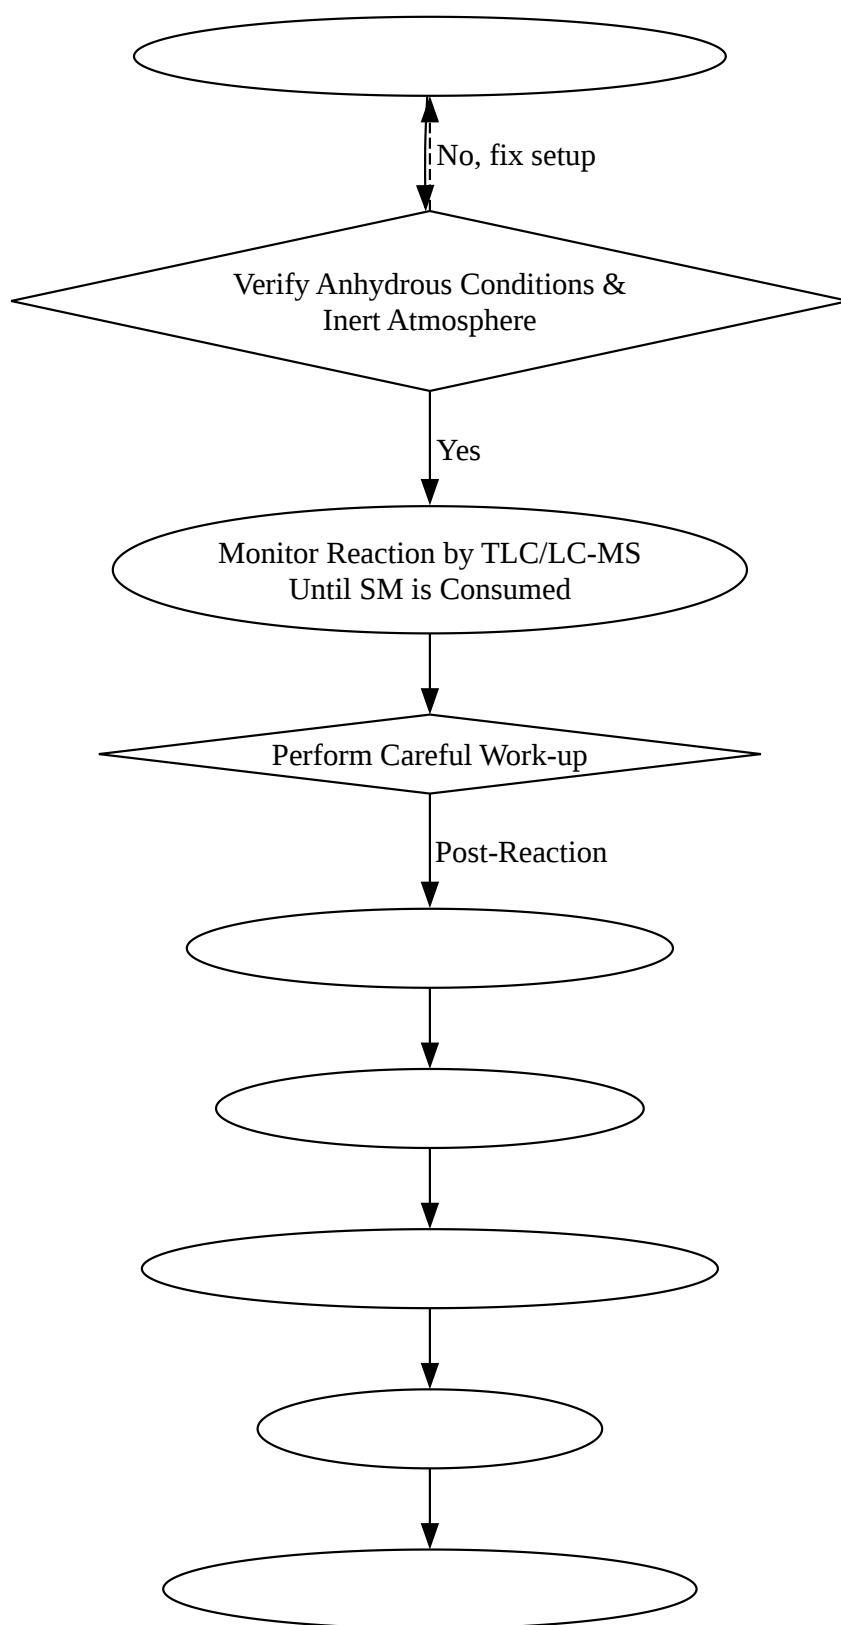 No, fix setup
Verify Anhydrous Conditions &
Inert Atmosphere
Yes
Monitor Reaction by TLC/LC-MS
Until SM is Consumed
Perform Careful Work-up
Post-Reaction